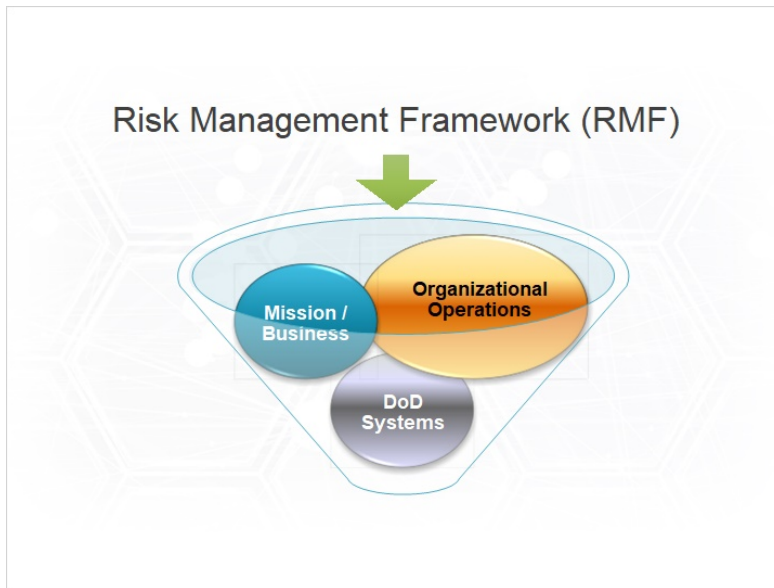 Risk Management Framework (RMF)
Organizational
Operations
Mission /
Business
DoD
Systems